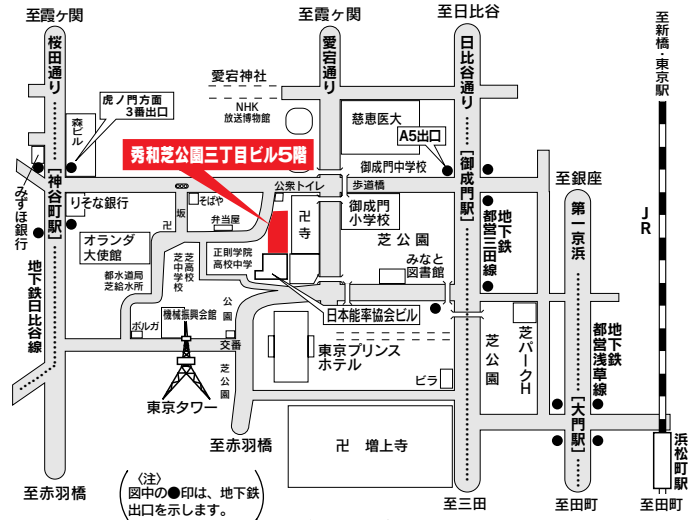 至霞ヶ関
至霞ヶ関
至日比谷
至新橋・東京駅
桜田通り
愛宕通り
日比谷通り
虎ノ門方面
3番出口
愛宕神社
NHK
放送博物館
慈恵医大
森ビル
A5出口
秀和芝公園三丁目ビル5階
御成門中学校
[御成門駅]
至銀座
公衆トイレ
歩道橋
[神谷町駅]
みずほ銀行
りそな銀行
坂
そばや
弁当屋
卍
卍寺
御成門
小学校
地下鉄
都営三田線
第一京浜
JR
オランダ
大使館
芝高校
芝中学校
正則学院
高校中学
芝公園
みなと
図書館
都水道局
芝給水所
地下鉄日比谷線
公園
日本能率協会ビル
ボルガ
機械振興会館
交番
東京プリンス
ホテル
芝公園
芝パークH
地下鉄
都営浅草線
芝公園
ビラ
東京タワー
[大門駅]
浜松町駅
至赤羽橋
卍 増上寺
至赤羽橋
〈注〉
図中の●印は、地下鉄
出口を示します。
至三田
至田町
至田町